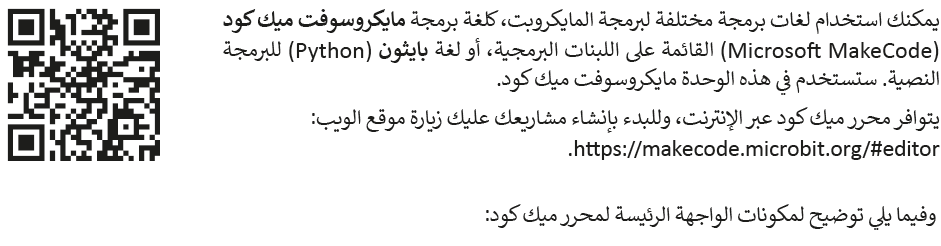 يمكنك استخدام لغات برمجة مختلفة لبرمجة المايكروبت، كلغة برمجة مايكروسوفت ميك كود
(Microsoft MakeCode) القائمة على اللبنات البرمجية، أو لغة بايثون (Python) للبرمجة
النصية. ستستخدم في هذه الوحدة مايكروسوفت ميك كود.
يتوافر محرر ميك كود عبر الإنترنت، وللبدء بإنشاء مشاريعك عليك زيارة موقع الويب:
https://makecode.microbit.org/#editor.
وفيما يلي توضيح لمكونات الواجهة الرئيسة لمحرر ميك كود: